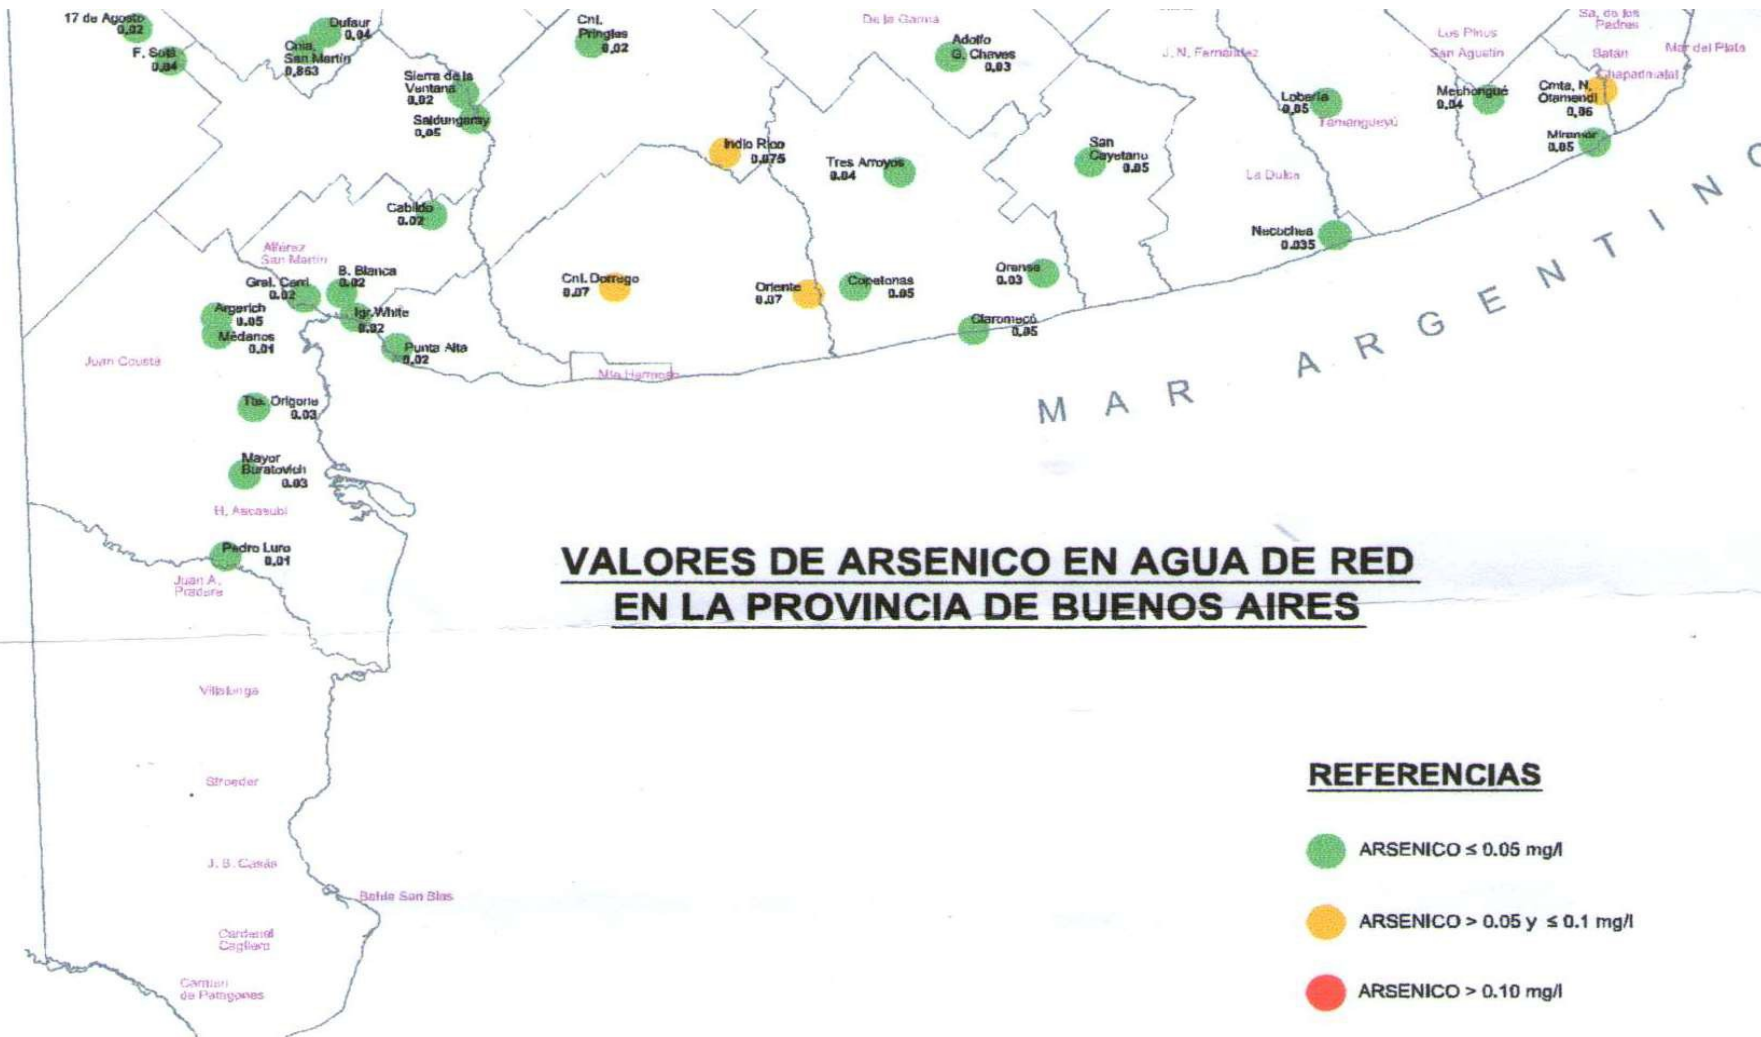 17 de Agosto
0.02
Dufaur
0.04
F. Solá
0.04
Cnia.
San Martín
0,863
Cnl.
Pringles
0,02
Sierra de la
Ventana
0.02
Saldungaray
0,05
De la Garma
Adolfo
G. Chaves
0.03
J. N. Fernández
Los Pinos
San Agustín
Sa. de los
Padres
Batán
Mar del Plata
Chapadmalal
Cmte. N.
Otamendi
0,06
Mechongué
0,04
Miramar
0.05
Lobería
0,05
Tamangueyú
Indio Rico
0.075
Tres Arroyos
0.04
San
Cayetano
0.05
La Dulce
Cabildo
0.02
Necochea
0.035
Alférez
San Martín
B. Blanca
0.02
Gral. Cerri
0.02
Cnl. Dorrego
0.07
Oriente
0.07
Copetonas
0.05
Orense
0.03
Argerich
0.05
Igr.White
0.02
Médanos
0.01
Claromecó
0.05
Punta Alta
0.02
Juan Cousté
Mte Hermoso
MAR ARGENTINO
Tte. Origone
0.03
Mayor
Buratovich
0.03
H. Ascasubi
Pedro Luro
0.01
Juan A.
Pradere
VALORES DE ARSENICO EN AGUA DE RED
EN LA PROVINCIA DE BUENOS AIRES
Villalonga
Stroeder
J. B. Casás
Bahía San Blas
Cardenal
Cagliero
Carmen
de Patagones
REFERENCIAS
ARSENICO ≤ 0.05 mg/l
ARSENICO > 0.05 y ≤ 0.1 mg/l
ARSENICO > 0.10 mg/l